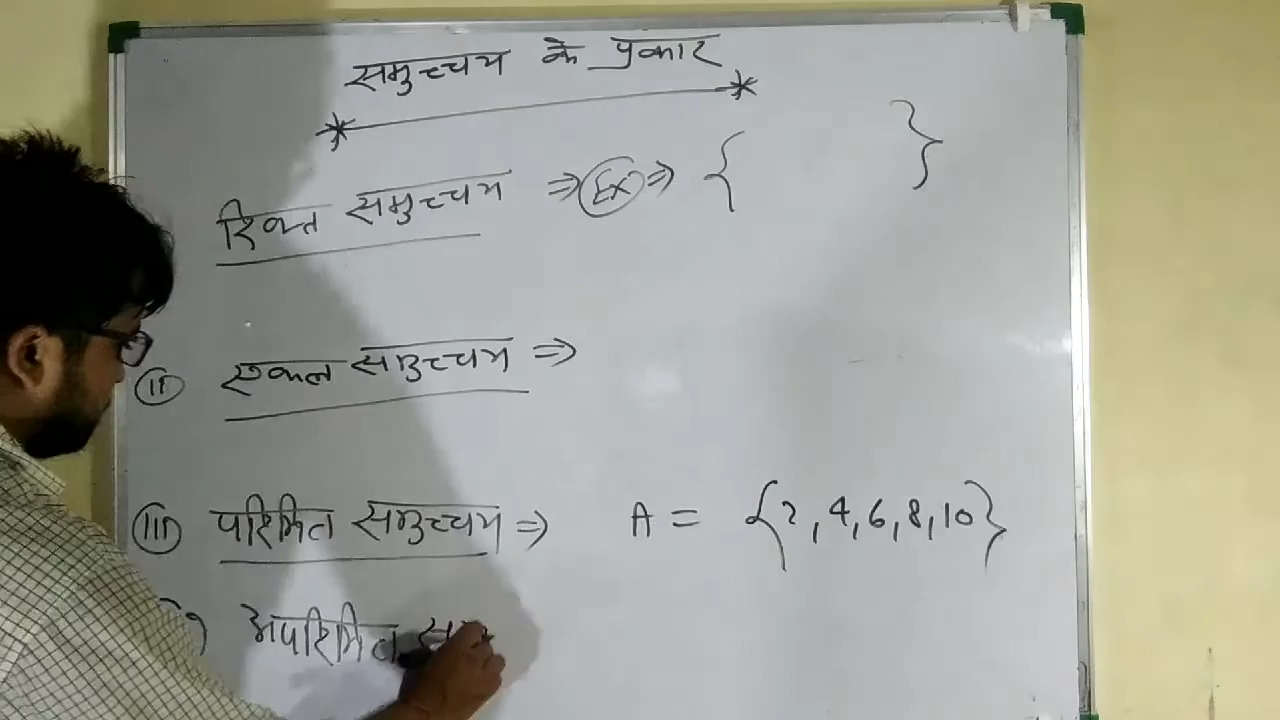 समुच्चय के प्रकार
रिक्त समुच्चय ⇒ Ex ⇒ { }
(ii) एकल समुच्चय ⇒
(iii) परिमित समुच्चय ⇒ A = {2, 4, 6, 8, 10}
अपरिमित